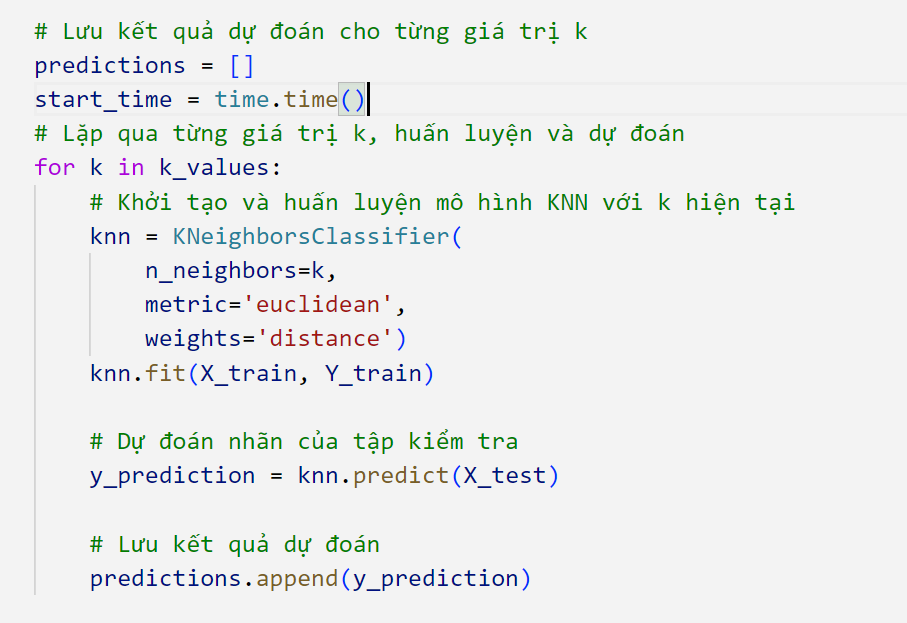 # Lưu kết quả dự đoán cho từng giá trị k
predictions = []
start_time = time.time()
# Lặp qua từng giá trị k, huấn luyện và dự đoán
for k in k_values:
    # Khởi tạo và huấn luyện mô hình KNN với k hiện tại
    knn = KNeighborsClassifier(
        n_neighbors=k,
        metric='euclidean',
        weights='distance')
    knn.fit(X_train, Y_train)
    # Dự đoán nhãn của tập kiểm tra
    y_prediction = knn.predict(X_test)
    # Lưu kết quả dự đoán
    predictions.append(y_prediction)